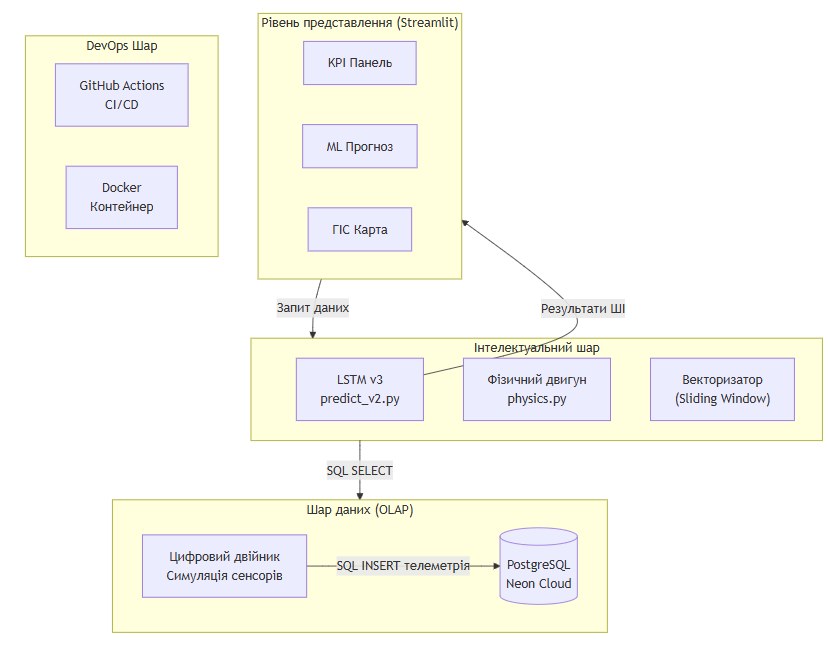 DevOps Шар
GitHub Actions
CI/CD
Docker
Контейнер
Рівень представлення (Streamlit)
KPI Панель
ML Прогноз
ГІС Карта
Запит даних
Результати ШІ
Інтелектуальний шар
LSTM v3
predict_v2.py
Фізичний двигун
physics.py
Векторизатор
(Sliding Window)
SQL SELECT
Шар даних (OLAP)
Цифровий двійник
Симуляція сенсорів
SQL INSERT телеметрія
PostgreSQL
Neon Cloud